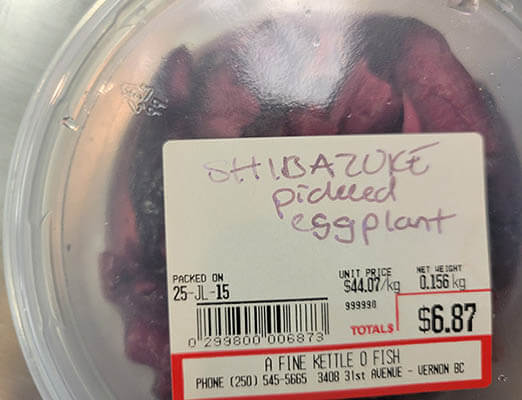 SHIBAZUKE
pickled
eggplant
PACKED ON
25-JL-15
UNIT PRICE
$44.07/kg
NET WEIGHT
0.156 kg
999990
TOTAL$
$6.87
0 299800 006873
A FINE KETTLE O FISH
PHONE (250) 545-5665 3408 31st AVENUE - VERNON BC